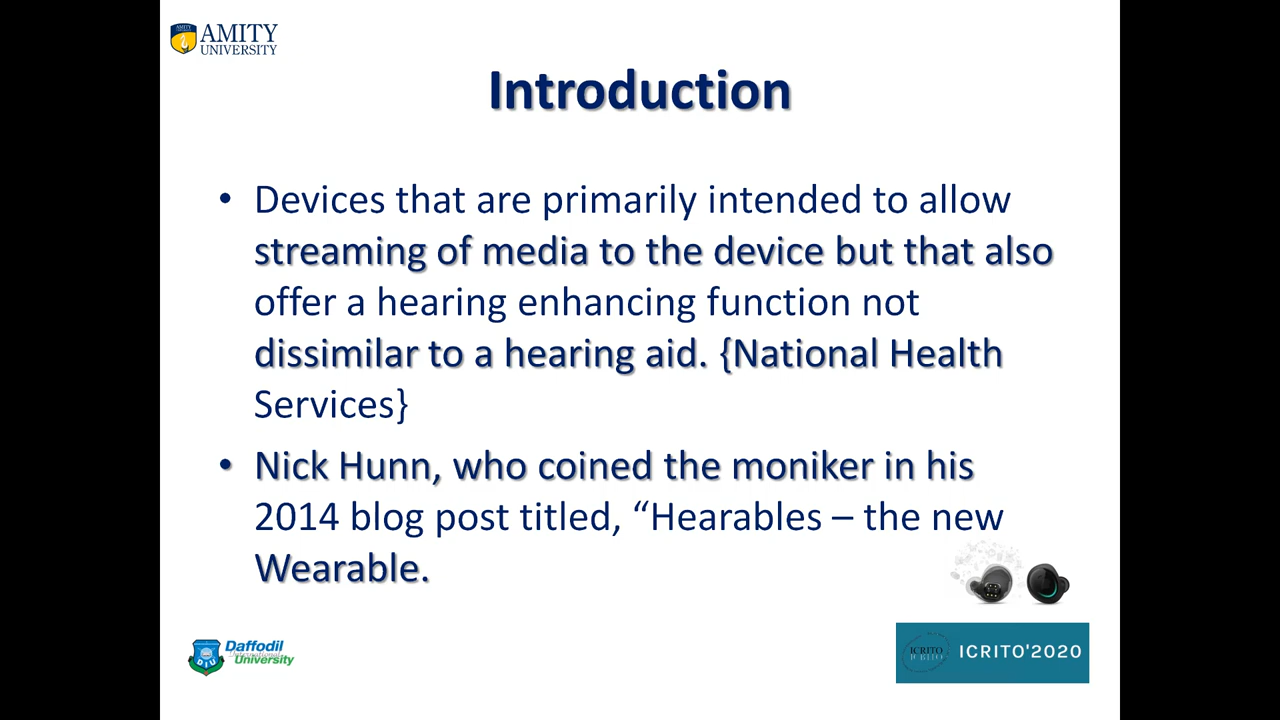 AMITY
UNIVERSITY
Introduction
• Devices that are primarily intended to allow
streaming of media to the device but that also
offer a hearing enhancing function not
dissimilar to a hearing aid. {National Health
Services}
• Nick Hunn, who coined the moniker in his
2014 blog post titled, “Hearables – the new
Wearable.
DIU
Daffodil
International
University
ICRITO
ICRITO'2020